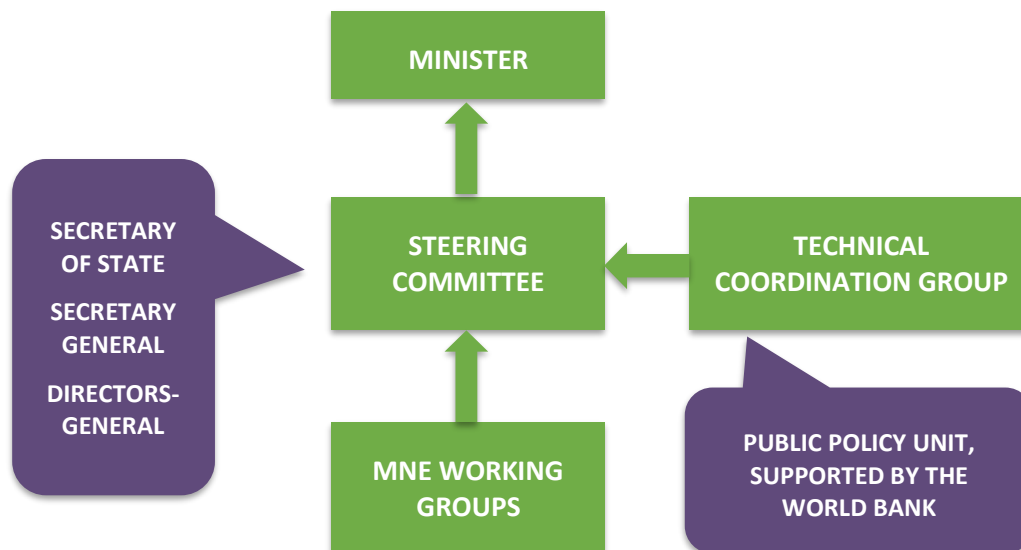 MINISTER
SECRETARY
OF STATE
SECRETARY
GENERAL
DIRECTORS-
GENERAL
STEERING
COMMITTEE
TECHNICAL
COORDINATION GROUP
MNE WORKING
GROUPS
PUBLIC POLICY UNIT,
SUPPORTED BY THE
WORLD BANK